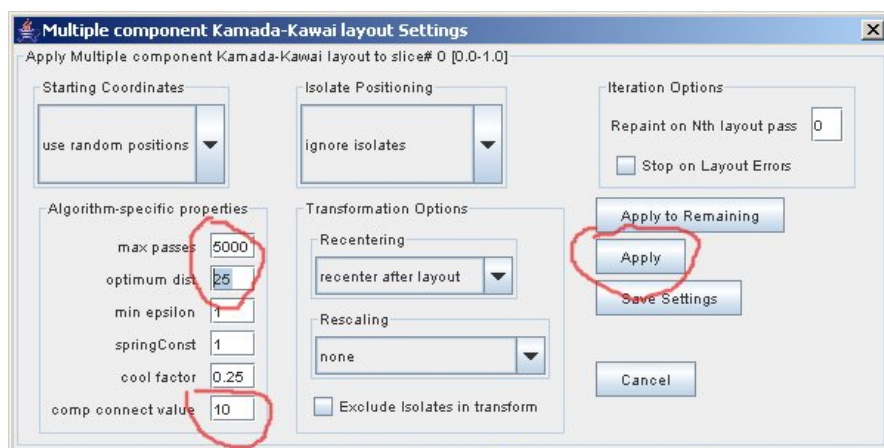 Multiple component Kamada-Kawai layout Settings
Apply Multiple component Kamada-Kawai layout to slice# 0 [0.0-1.0]
Starting Coordinates
use random positions
Isolate Positioning
ignore isolates
Iteration Options
Repaint on Nth layout pass 0
Stop on Layout Errors
Algorithm-specific properties
max passes 5000
optimum dist 25
min epsilon 1
springConst 1
cool factor 0.25
comp connect value 10
Transformation Options
Recentering
recenter after layout
Rescaling
none
Exclude Isolates in transform
Apply to Remaining
Apply
Save Settings
Cancel